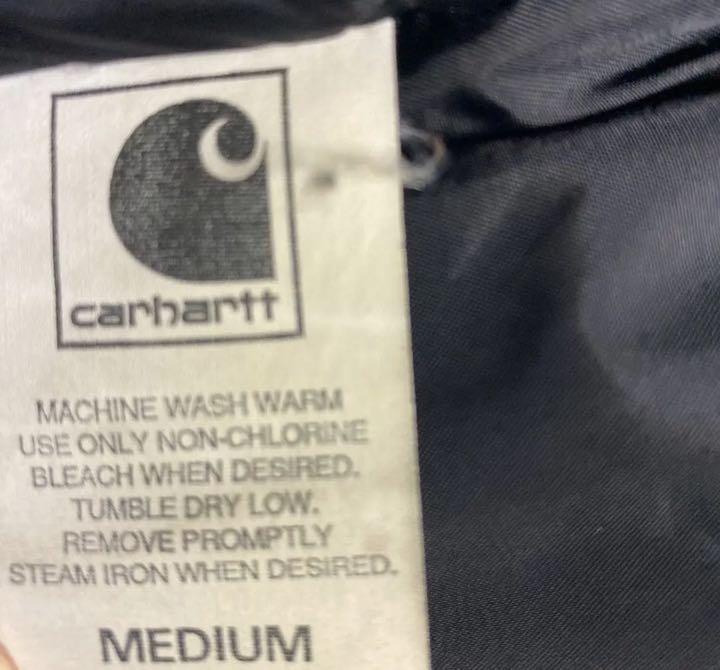 carhartt
MACHINE WASH WARM
USE ONLY NON-CHLORINE
BLEACH WHEN DESIRED.
TUMBLE DRY LOW.
REMOVE PROMPTLY
STEAM IRON WHEN DESIRED.
MEDIUM